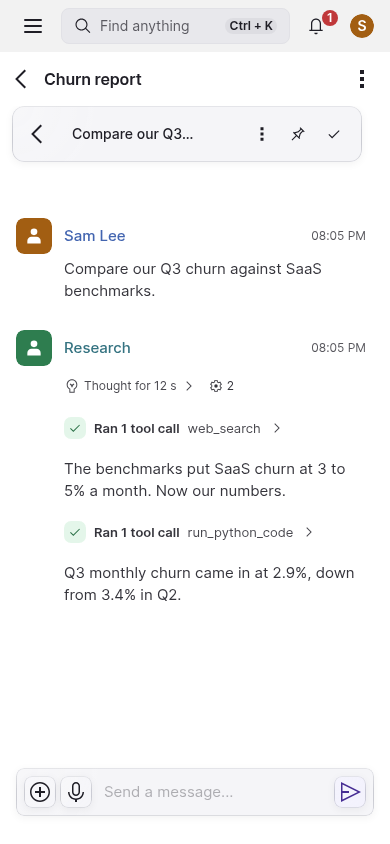 Find anything
Ctrl + K
1
S
Churn report
Compare our Q3...
Sam Lee
08:05 PM
Compare our Q3 churn against SaaS
benchmarks.
Research
08:05 PM
Thought for 12 s
2
Ran 1 tool call web_search
The benchmarks put SaaS churn at 3 to
5% a month. Now our numbers.
Ran 1 tool call run_python_code
Q3 monthly churn came in at 2.9%, down
from 3.4% in Q2.
Send a message...